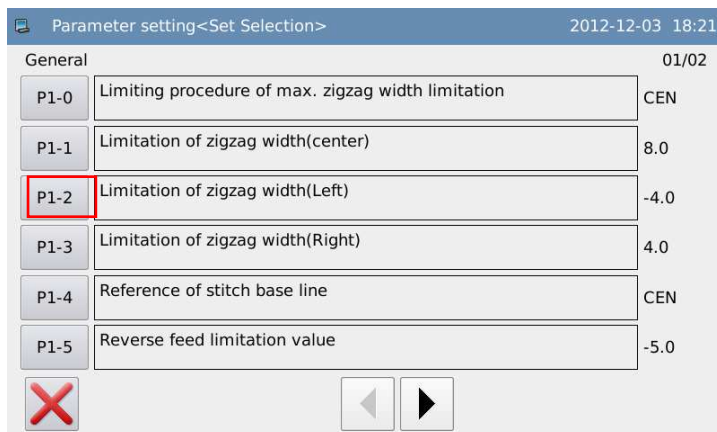 Parameter setting<Set Selection> 2012-12-03 18:21
General 01/02
P1-0 Limiting procedure of max. zigzag width limitation CEN
P1-1 Limitation of zigzag width(center) 8.0
P1-2 Limitation of zigzag width(Left) -4.0
P1-3 Limitation of zigzag width(Right) 4.0
P1-4 Reference of stitch base line CEN
P1-5 Reverse feed limitation value -5.0